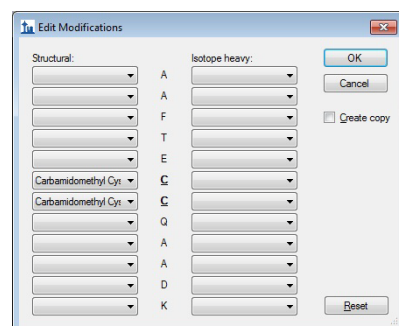 Edit Modifications
Structural: Isotope heavy: OK
A
Cancel
A
F Create copy
T
E
Carbamidomethyl Cys C
Carbamidomethyl Cys C
Q
A
A
D
K Reset